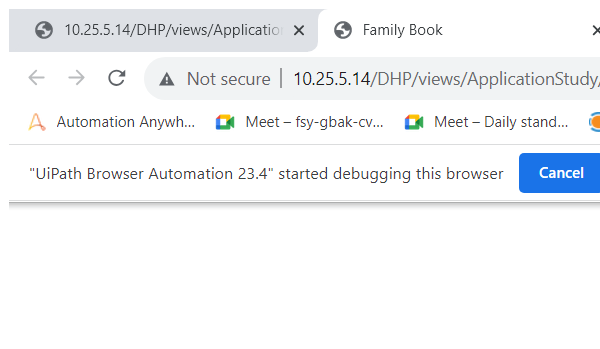 10.25.5.14/DHP/views/Application Family Book
Not secure | 10.25.5.14/DHP/views/ApplicationStudy/
Automation Anywh... Meet – fsy-gbak-cv... Meet – Daily stand...
"UiPath Browser Automation 23.4" started debugging this browser Cancel